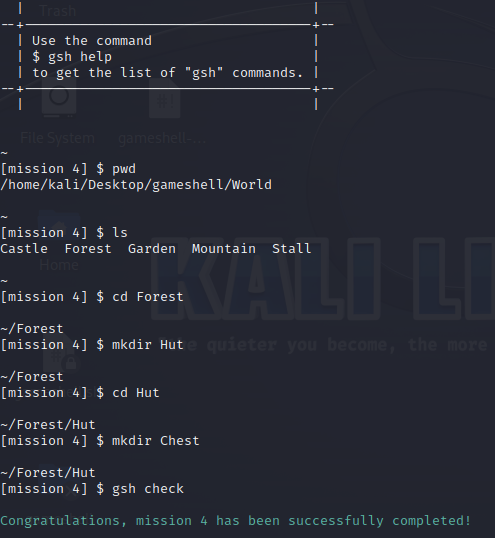 Trash
|                                    |
--+------------------------------------+--
| Use the command                    |
| $ gsh help                         |
| to get the list of "gsh" commands. |
--+------------------------------------+--
|                                    |
File System gameshell-...
~
[mission 4] $ pwd
/home/kali/Desktop/gameshell/World
~
[mission 4] $ ls
Castle  Forest  Garden  Mountain  Stall
Home
~
[mission 4] $ cd Forest
KALI LI
~/Forest
[mission 4] $ mkdir Hut
e quieter you become, the more
~/Forest
[mission 4] $ cd Hut
~/Forest/Hut
[mission 4] $ mkdir Chest
~/Forest/Hut
[mission 4] $ gsh check
Congratulations, mission 4 has been successfully completed!